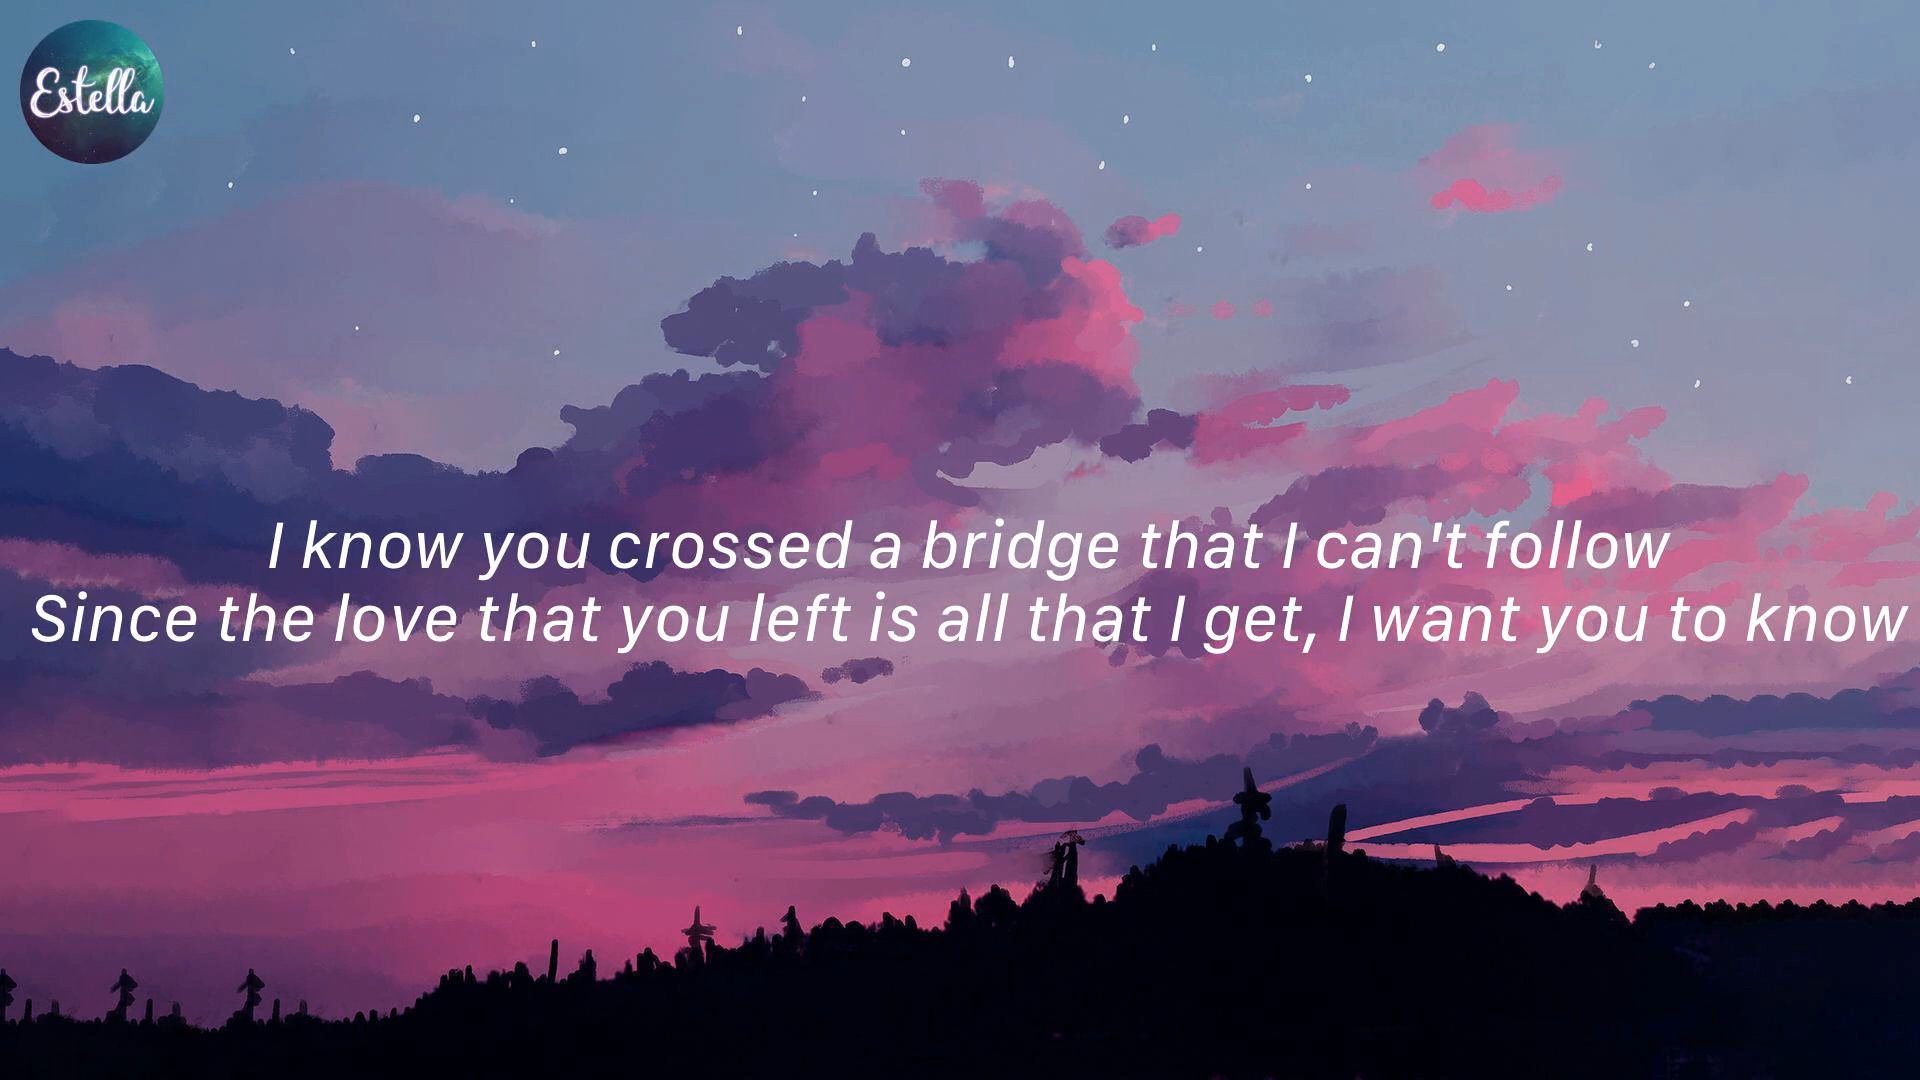 Estella
I know you crossed a bridge that I can't follow
Since the love that you left is all that I get, I want you to know